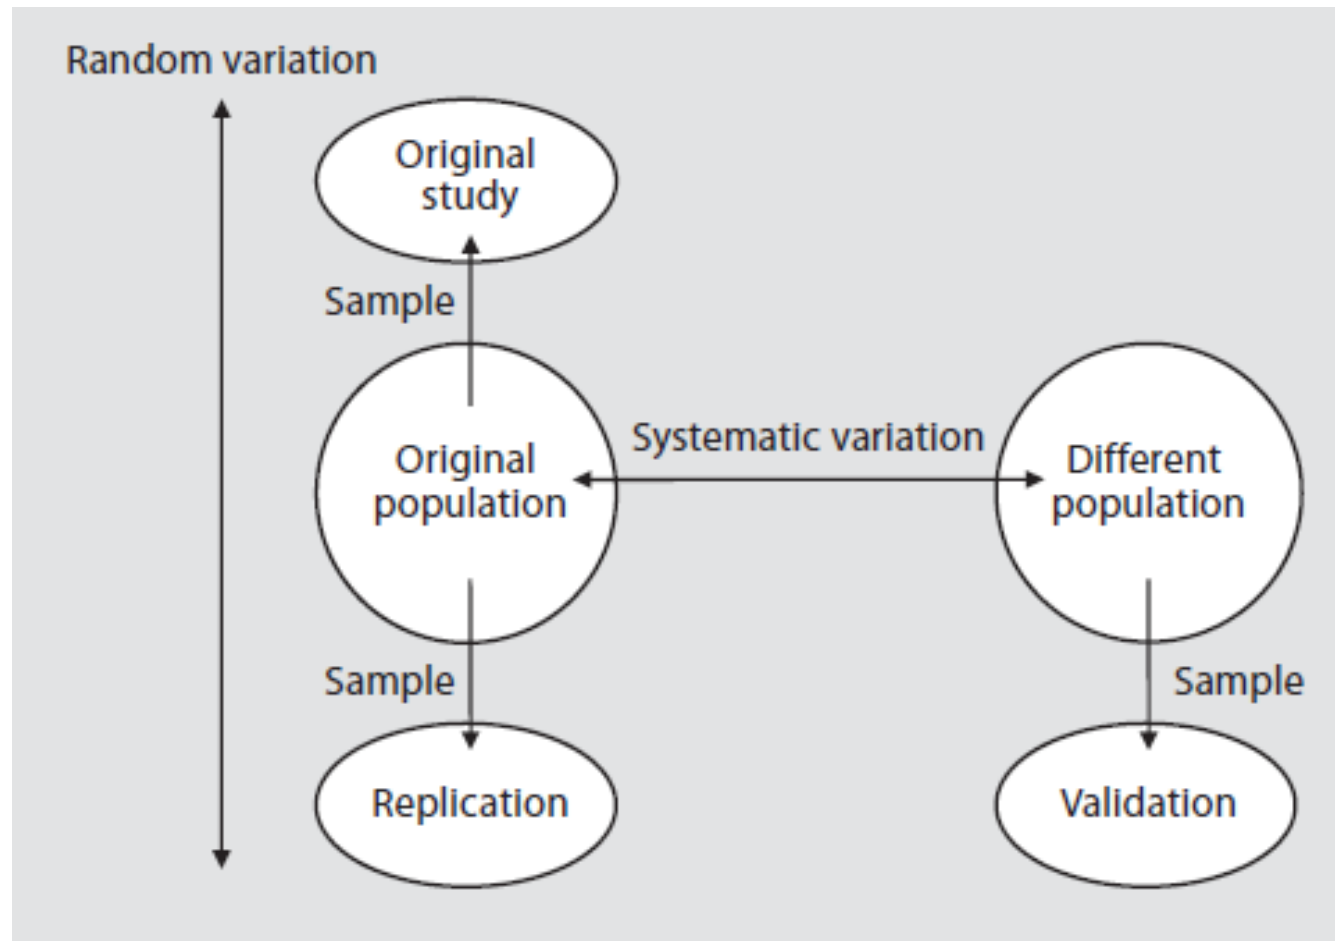 Random variation
Original
study
Sample
Original
population
Systematic variation
Different
population
Sample
Sample
Replication
Validation